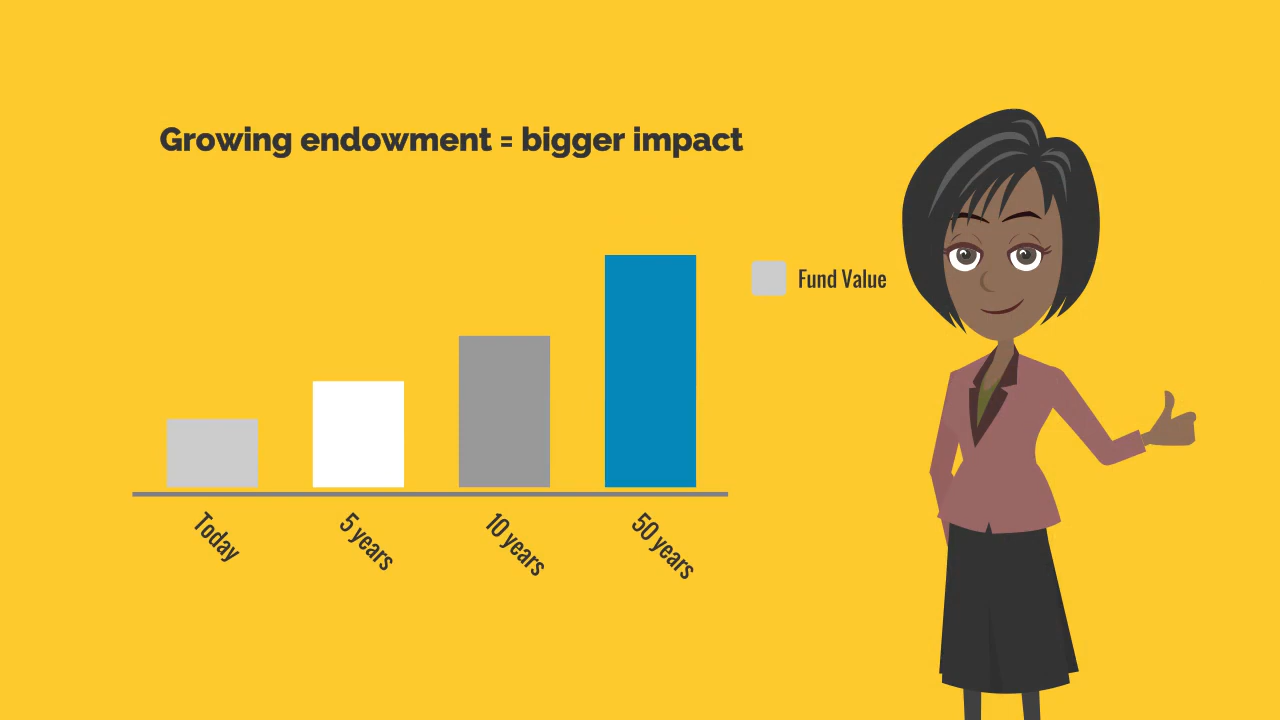 Growing endowment = bigger impact
Fund Value
Today
5 years
10 years
50 years